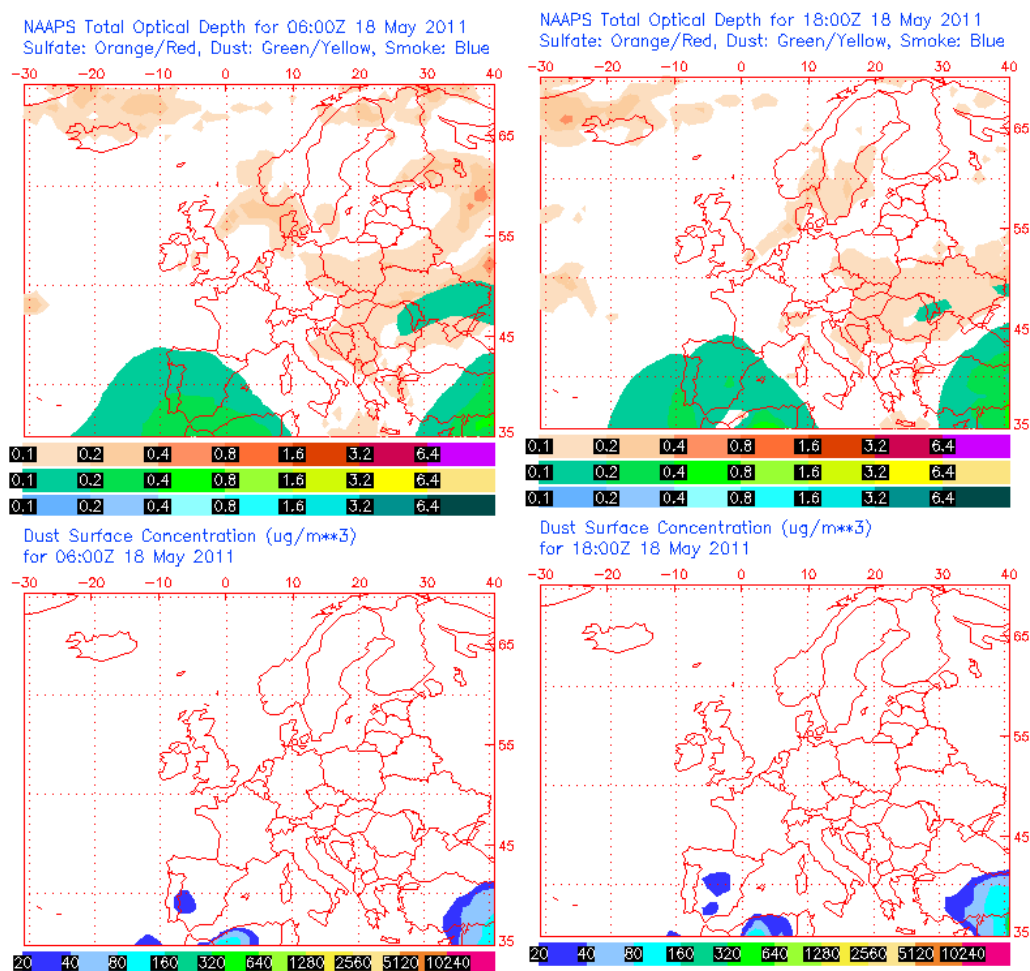 NAAPS Total Optical Depth for 06:00Z 18 May 2011
Sulfate: Orange/Red, Dust: Green/Yellow, Smoke: Blue
-30 -20 -10 0 10 20 30 40
65
55
45
35
0.1 0.2 0.4 0.8 1.6 3.2 6.4
0.1 0.2 0.4 0.8 1.6 3.2 6.4
0.1 0.2 0.4 0.8 1.6 3.2 6.4
NAAPS Total Optical Depth for 18:00Z 18 May 2011
Sulfate: Orange/Red, Dust: Green/Yellow, Smoke: Blue
-30 -20 -10 0 10 20 30 40
65
55
45
35
0.1 0.2 0.4 0.8 1.6 3.2 6.4
0.1 0.2 0.4 0.8 1.6 3.2 6.4
0.1 0.2 0.4 0.8 1.6 3.2 6.4
Dust Surface Concentration (ug/m**3)
for 06:00Z 18 May 2011
-30 -20 -10 0 10 20 30 40
65
55
45
35
20 40 80 160 320 640 1280 2560 5120 10240
Dust Surface Concentration (ug/m**3)
for 18:00Z 18 May 2011
-30 -20 -10 0 10 20 30 40
65
55
45
35
20 40 80 160 320 640 1280 2560 5120 10240